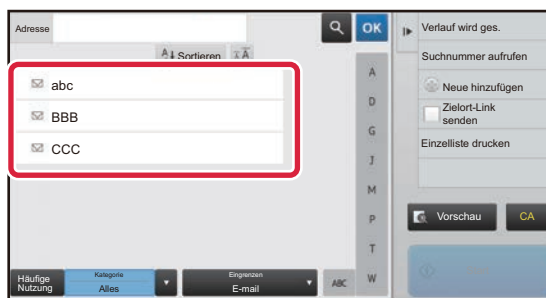 Adresse
OK
Sortieren
abc
BBB
CCC
A
D
G
J
M
P
T
W
Häufige
Nutzung
Kategorie
Alles
Eingrenzen
E-mail
ABC
Verlauf wird ges.
Suchnummer aufrufen
Neue hinzufügen
Zielort-Link
senden
Einzelliste drucken
Vorschau
CA